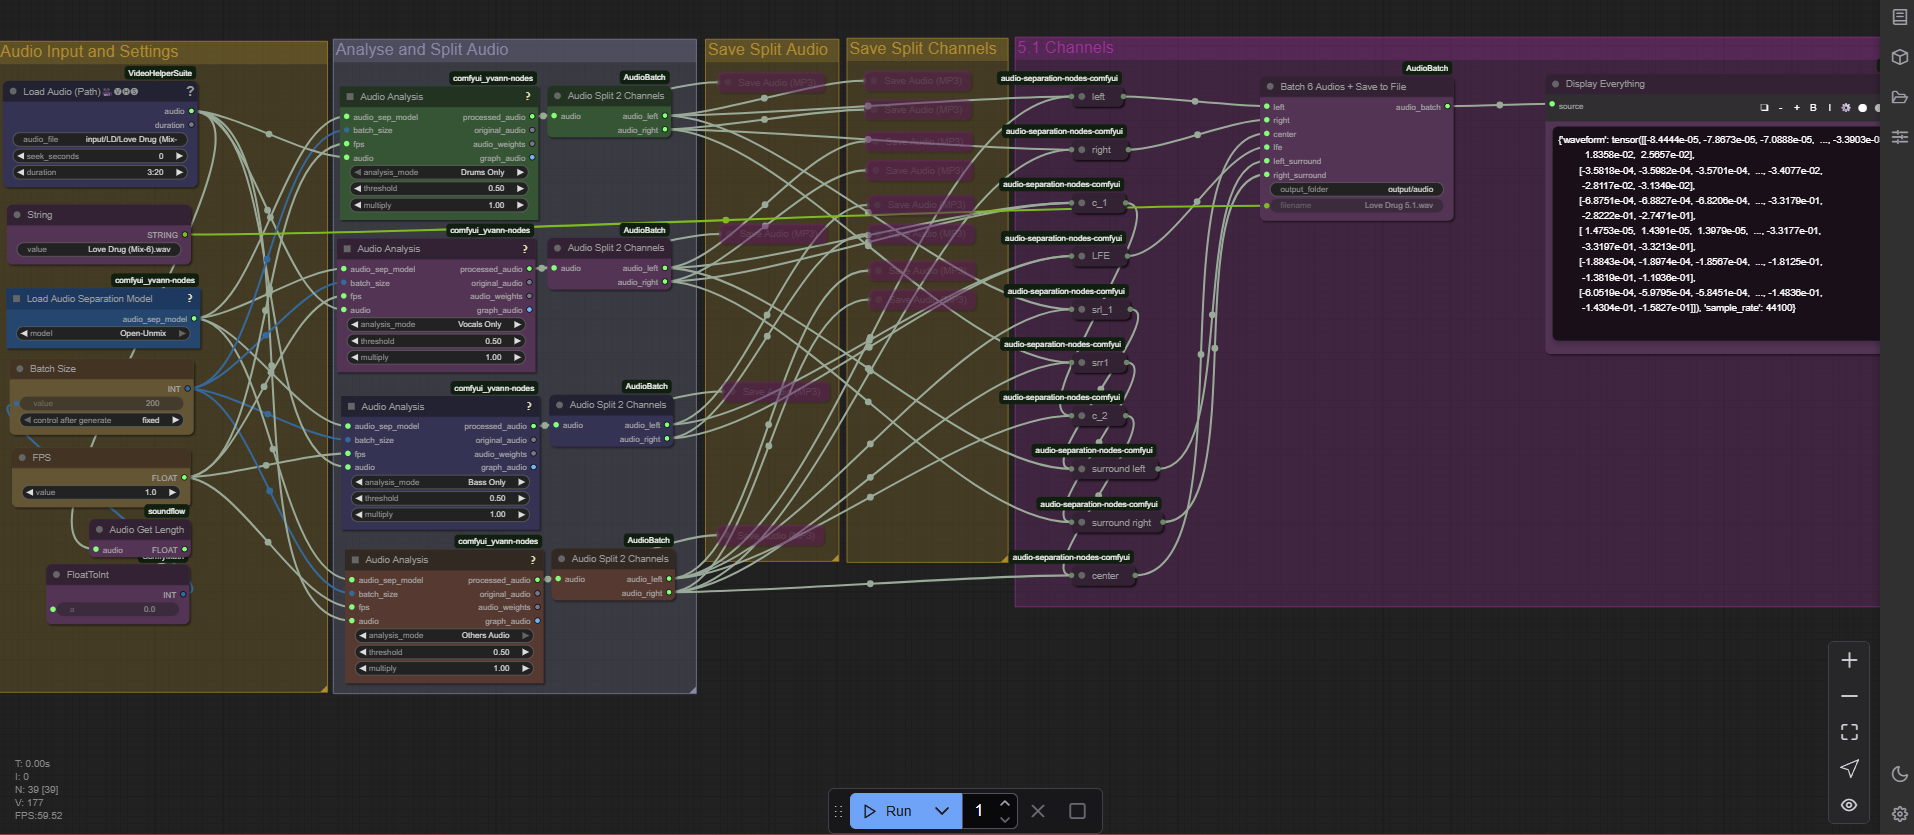 Audio Input and Settings
VideoHelperSuite
Load Audio (Path)
?
audio
duration
audio_file input/LD/Love Drug (Mix-
seek_seconds 0
duration 3:20
String
STRING
value Love Drug (Mix-6).wav
comfyui_yvann-nodes
Load Audio Separation Model ?
audio_sep_model
model Open-Unmix
Batch Size
INT
value 200
control after generate fixed
FPS
FLOAT
value 1.0
soundflow
Audio Get Length
audio FLOAT
FloatToInt
INT
a 0.0
Analyse and Split Audio
comfyui_yvann-nodes
Audio Analysis ?
audio_sep_model processed_audio
batch_size original_audio
fps audio_weights
audio graph_audio
analysis_mode Drums Only
threshold 0.50
multiply 1.00
AudioBatch
Audio Split 2 Channels
audio audio_left
audio_right
comfyui_yvann-nodes
Audio Analysis ?
audio_sep_model processed_audio
batch_size original_audio
fps audio_weights
audio graph_audio
analysis_mode Vocals Only
threshold 0.50
multiply 1.00
AudioBatch
Audio Split 2 Channels
audio audio_left
audio_right
comfyui_yvann-nodes
Audio Analysis ?
audio_sep_model processed_audio
batch_size original_audio
fps audio_weights
audio graph_audio
analysis_mode Bass Only
threshold 0.50
multiply 1.00
AudioBatch
Audio Split 2 Channels
audio audio_left
audio_right
comfyui_yvann-nodes
Audio Analysis ?
audio_sep_model processed_audio
batch_size original_audio
fps audio_weights
audio graph_audio
analysis_mode Others Audio
threshold 0.50
multiply 1.00
AudioBatch
Audio Split 2 Channels
audio audio_left
audio_right
Save Split Audio
Save Audio (MP3)
Save Audio (MP3)
Save Audio (MP3)
Save Audio (MP3)
Save Split Channels
Save Audio (MP3)
Save Audio (MP3)
Save Audio (MP3)
Save Audio (MP3)
Save Audio (MP3)
Save Audio (MP3)
Save Audio (MP3)
Save Audio (MP3)
5.1 Channels
audio-separation-nodes-comfyui
left
audio-separation-nodes-comfyui
right
audio-separation-nodes-comfyui
c_1
audio-separation-nodes-comfyui
LFE
audio-separation-nodes-comfyui
srl_1
audio-separation-nodes-comfyui
srr1
audio-separation-nodes-comfyui
c_2
audio-separation-nodes-comfyui
surround left
audio-separation-nodes-comfyui
surround right
audio-separation-nodes-comfyui
center
AudioBatch
Batch 6 Audios + Save to File
left audio_batch
right
center
lfe
left_surround
right_surround
output_folder output/audio
filename Love Drug 5.1.wav
Display Everything
source
- + B I
{'waveform': tensor([[-8.4444e-05, -7.8673e-05, -7.0888e-05, ..., -3.3903e-0
1.8358e-02, 2.5657e-02],
[-3.5818e-04, -3.5982e-04, -3.5701e-04, ..., -3.4077e-02,
-2.8117e-02, -3.1349e-02],
[-6.8751e-04, -6.8827e-04, -6.8206e-04, ..., -3.3179e-01,
-2.8222e-01, -2.7471e-01],
[ 1.4753e-05, 1.4391e-05, 1.3979e-05, ..., -3.3177e-01,
-3.3197e-01, -3.3213e-01],
[-1.8843e-04, -1.8974e-04, -1.8567e-04, ..., -1.8125e-01,
-1.3819e-01, -1.1936e-01],
[-6.0519e-04, -5.9795e-04, -5.8451e-04, ..., -1.4836e-01,
-1.4304e-01, -1.5827e-01]]), 'sample_rate': 44100}
T: 0.00s
I: 0
N: 39 [39]
V: 177
FPS:59.52
Run
1